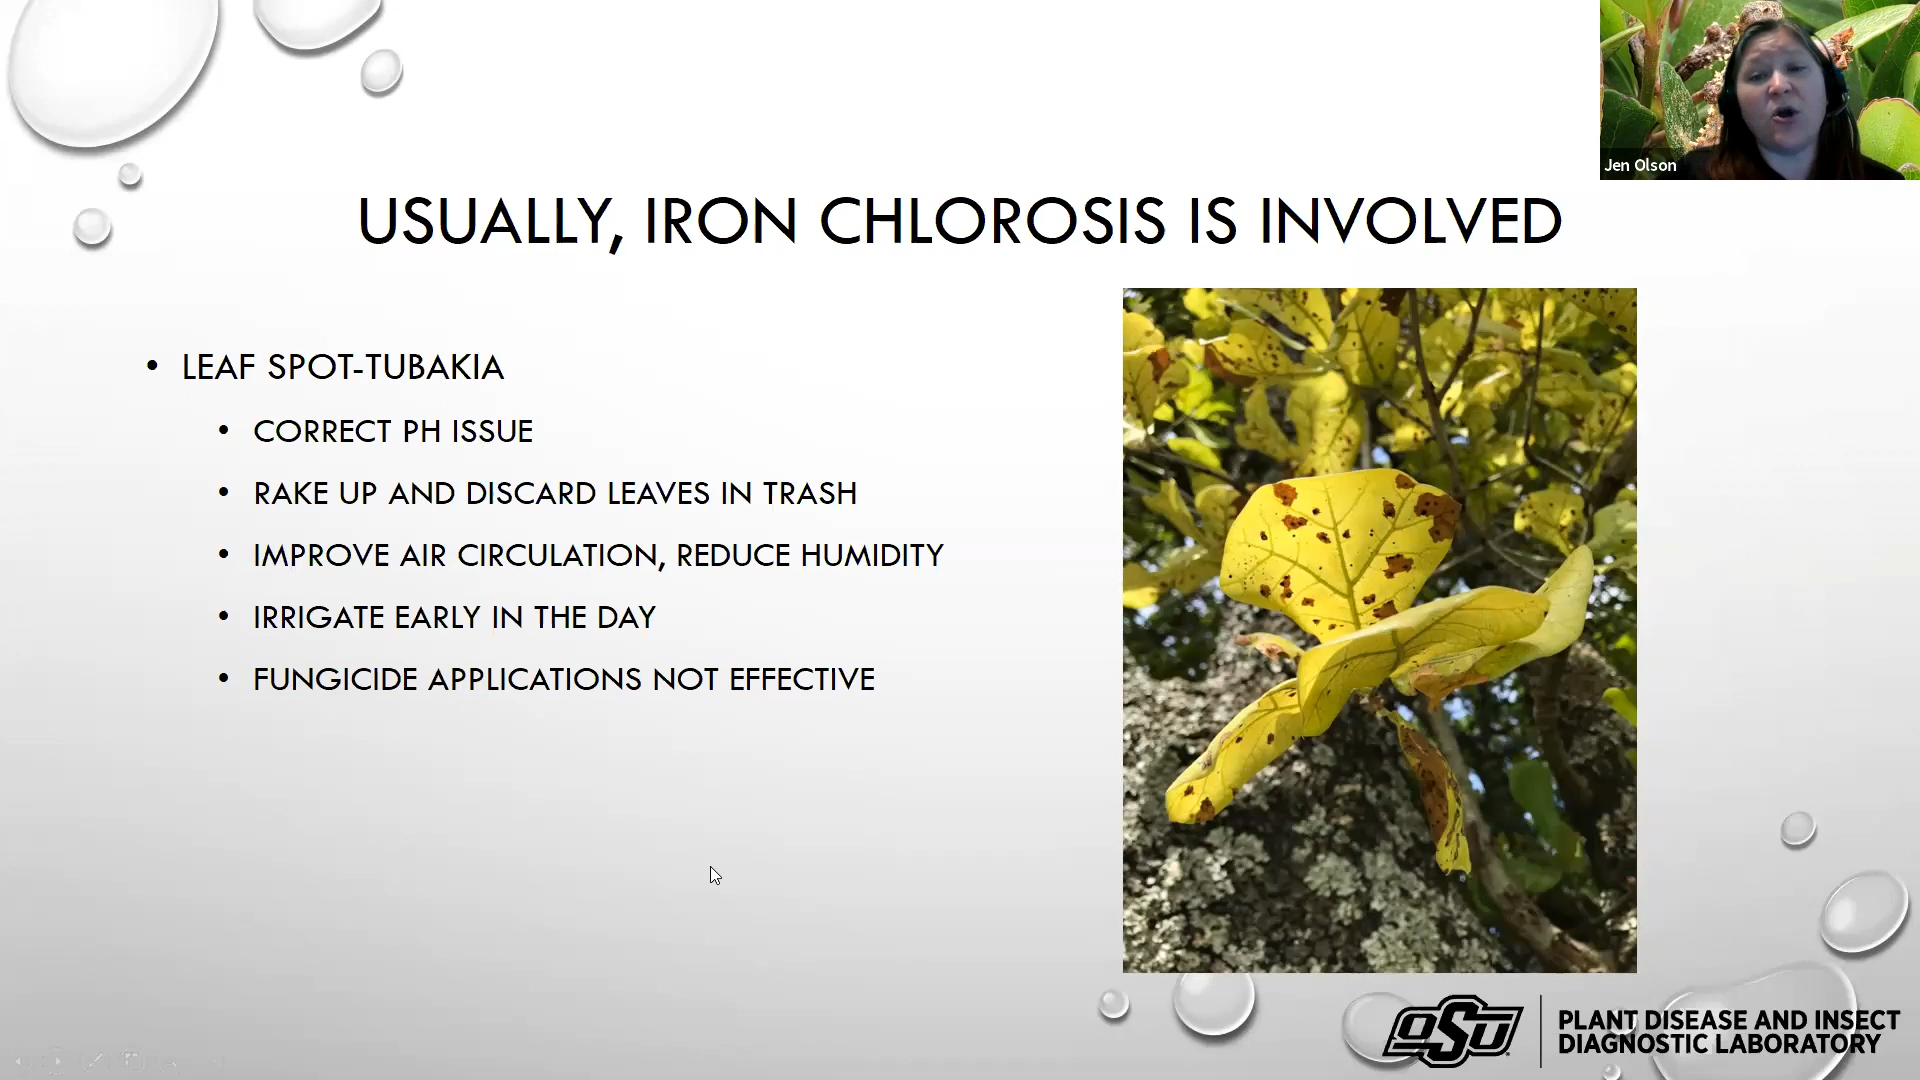 Jen Olson
USUALLY, IRON CHLOROSIS IS INVOLVED
• LEAF SPOT-TUBAKIA
• CORRECT PH ISSUE
• RAKE UP AND DISCARD LEAVES IN TRASH
• IMPROVE AIR CIRCULATION, REDUCE HUMIDITY
• IRRIGATE EARLY IN THE DAY
• FUNGICIDE APPLICATIONS NOT EFFECTIVE
OSU
PLANT DISEASE AND INSECT
DIAGNOSTIC LABORATORY